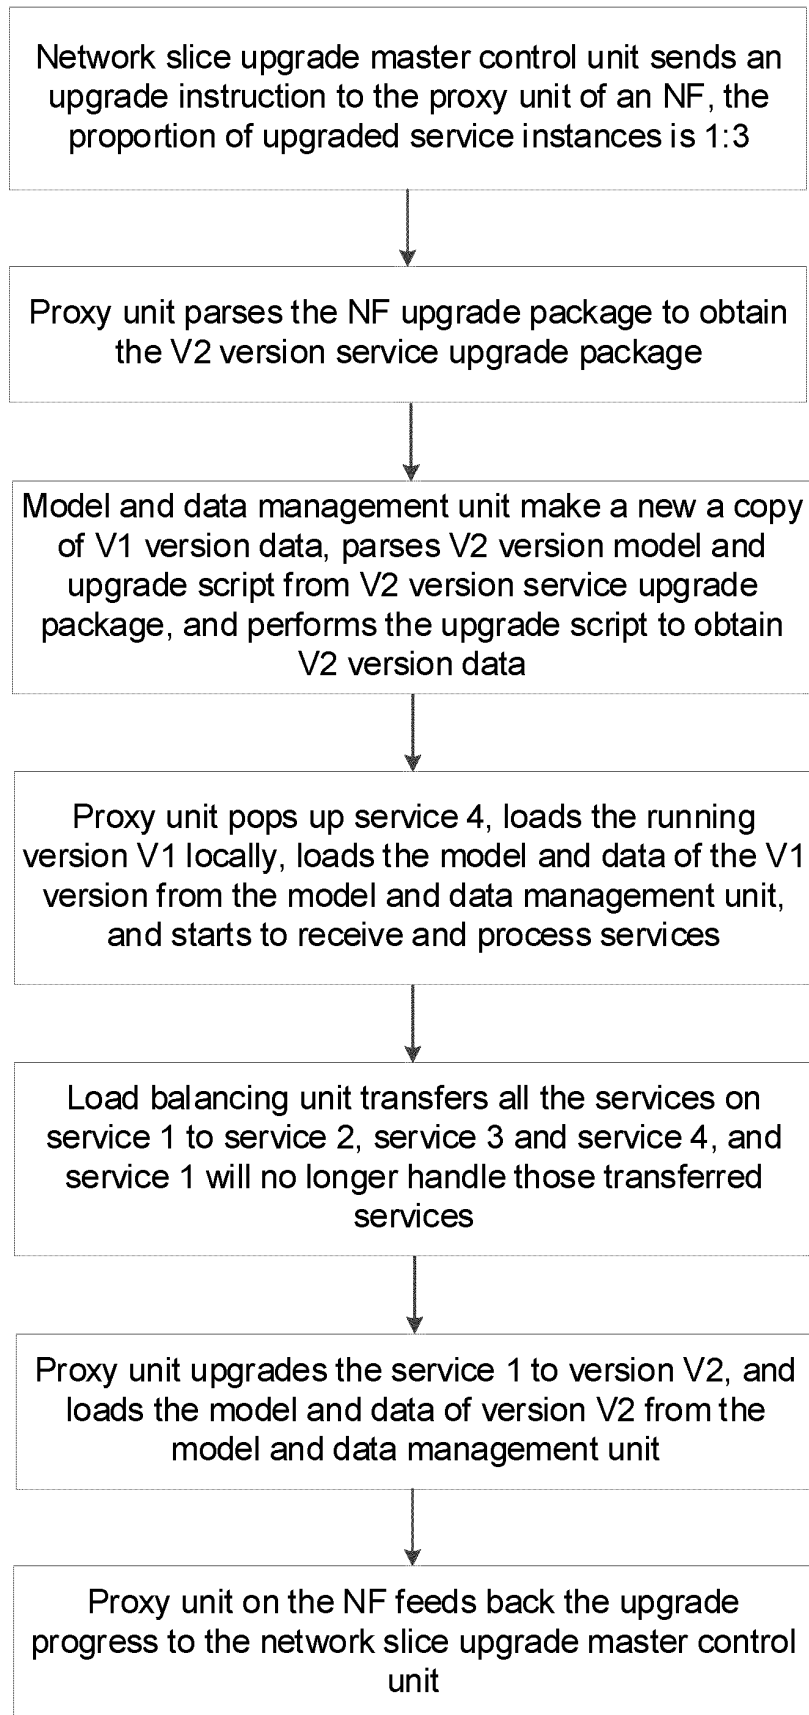 Network slice upgrade master control unit sends an
upgrade instruction to the proxy unit of an NF, the
proportion of upgraded service instances is 1:3
Proxy unit parses the NF upgrade package to obtain
the V2 version service upgrade package
Model and data management unit make a new a copy
of V1 version data, parses V2 version model and
upgrade script from V2 version service upgrade
package, and performs the upgrade script to obtain
V2 version data
Proxy unit pops up service 4, loads the running
version V1 locally, loads the model and data of the V1
version from the model and data management unit,
and starts to receive and process services
Load balancing unit transfers all the services on
service 1 to service 2, service 3 and service 4, and
service 1 will no longer handle those transferred
services
Proxy unit upgrades the service 1 to version V2, and
loads the model and data of version V2 from the
model and data management unit
Proxy unit on the NF feeds back the upgrade
progress to the network slice upgrade master control
unit